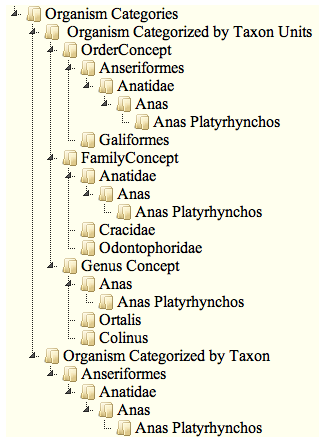 Organism Categories
Organism Categorized by Taxon Units
OrderConcept
Anseriformes
Anatidae
Anas
Anas Platyrhynchos
Galiformes
FamilyConcept
Anatidae
Anas
Anas Platyrhynchos
Cracidae
Odontophoridae
Genus Concept
Anas
Anas Platyrhynchos
Ortalis
Colinus
Organism Categorized by Taxon
Anseriformes
Anatidae
Anas
Anas Platyrhynchos